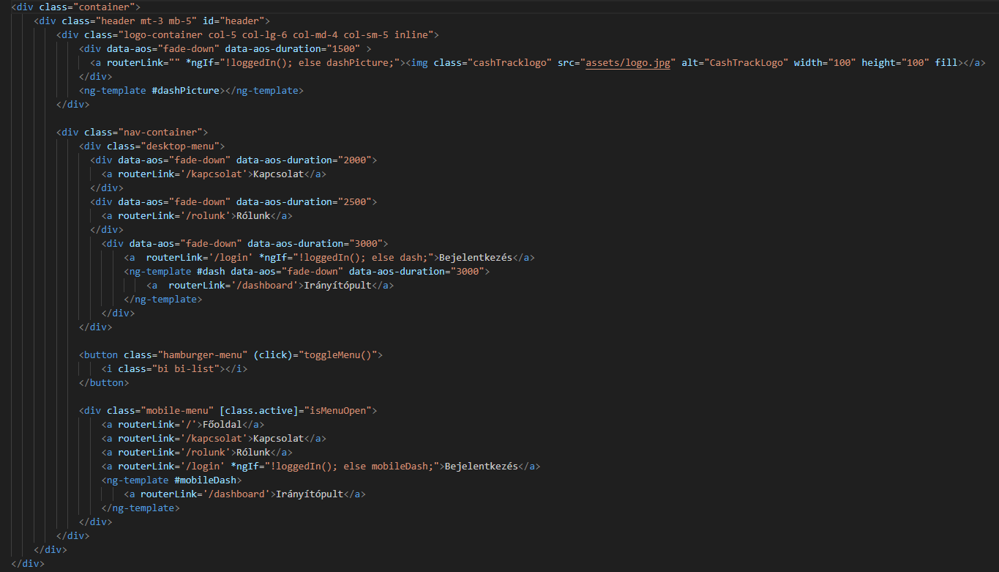 <div class="container">
    <div class="header mt-3 mb-5" id="header">
        <div class="logo-container col-5 col-lg-6 col-md-4 col-sm-5 inline">
            <div data-aos="fade-down" data-aos-duration="1500" >
              <a routerLink="" *ngIf="!loggedIn(); else dashPicture;"><img class="cashTracklogo" src="assets/logo.jpg" alt="CashTrackLogo" width="100" height="100" fill></a>
            </div>
            <ng-template #dashPicture></ng-template>
        </div>

        <div class="nav-container">
            <div class="desktop-menu">
              <div data-aos="fade-down" data-aos-duration="2000">
                <a routerLink='/kapcsolat'>Kapcsolat</a>
              </div>
              <div data-aos="fade-down" data-aos-duration="2500">
                <a routerLink='/rolunk'>Rólunk</a>
              </div>
                <div data-aos="fade-down" data-aos-duration="3000">
                    <a  routerLink='/login' *ngIf="!loggedIn(); else dash;">Bejelentkezés</a>
                    <ng-template #dash data-aos="fade-down" data-aos-duration="3000">
                        <a  routerLink='/dashboard'>Irányítópult</a>
                    </ng-template>
                </div>
            </div>

            <button class="hamburger-menu" (click)="toggleMenu()">
                <i class="bi bi-list"></i>
            </button>

            <div class="mobile-menu" [class.active]="isMenuOpen">
                <a routerLink='/'>Főoldal</a>
                <a routerLink='/kapcsolat'>Kapcsolat</a>
                <a routerLink='/rolunk'>Rólunk</a>
                <a routerLink='/login' *ngIf="!loggedIn(); else mobileDash;">Bejelentkezés</a>
                <ng-template #mobileDash>
                    <a routerLink='/dashboard'>Irányítópult</a>
                </ng-template>
            </div>
        </div>
    </div>
</div>